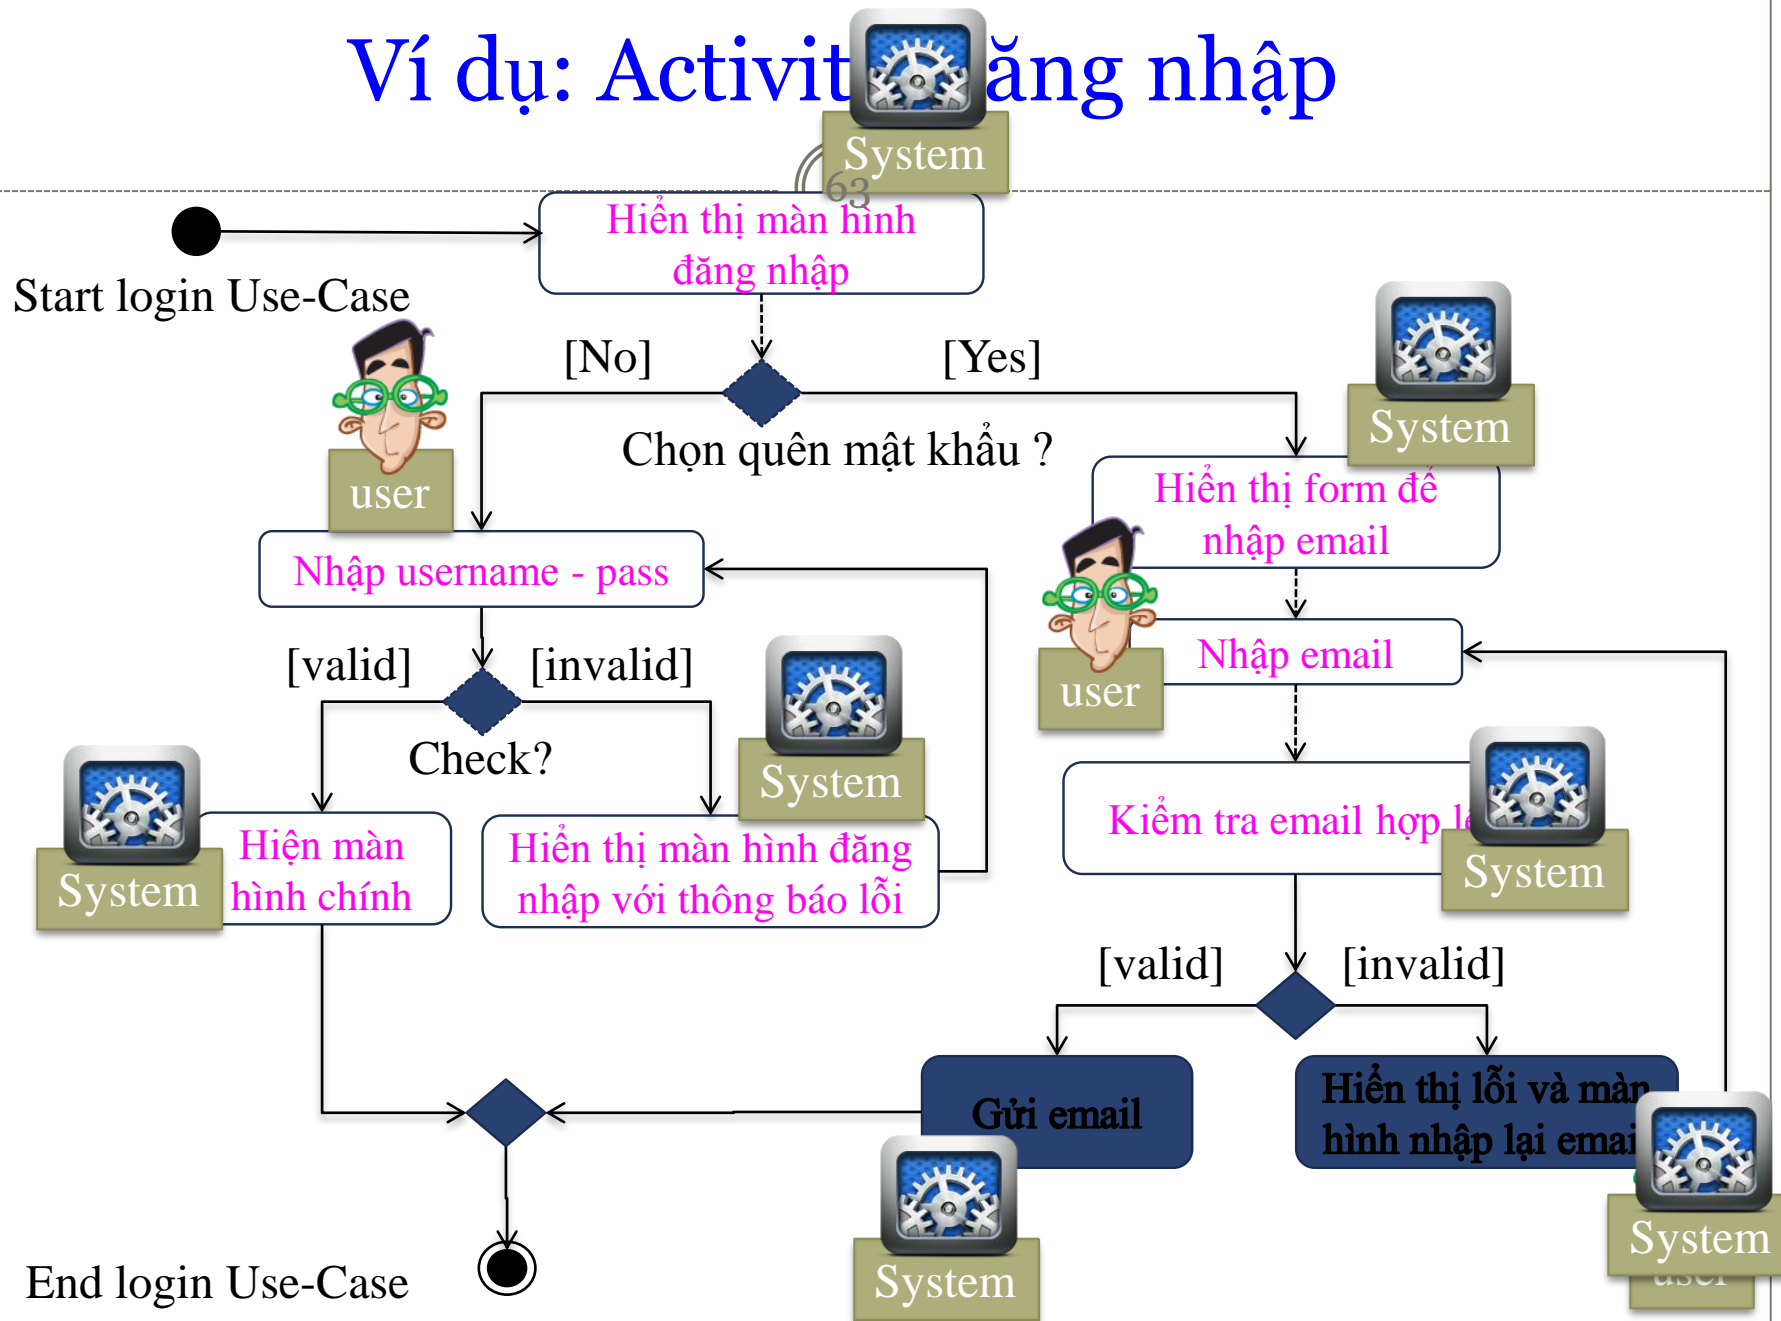 Ví dụ: Activit ăng nhập
System
63
Hiển thị màn hình
đăng nhập
Start login Use-Case
[No]
[Yes]
System
Chọn quên mật khẩu ?
user
Hiển thị form để
nhập email
Nhập username - pass
Nhập email
user
[valid]
[invalid]
Check?
System
Kiểm tra email hợp lệ
System
Hiện màn
hình chính
System
Hiển thị màn hình đăng
nhập với thông báo lỗi
[valid]
[invalid]
Gửi email
System
Hiển thị lỗi và màn
hình nhập lại emai
System
user
End login Use-Case